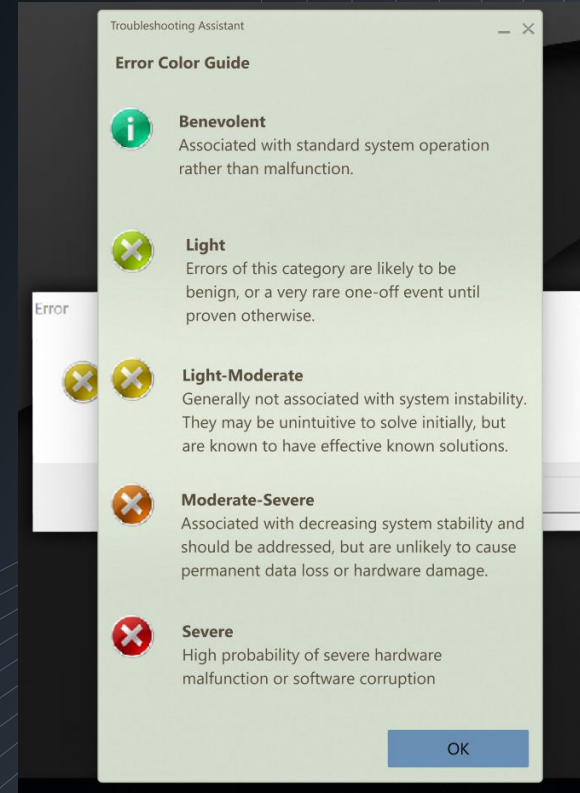 Troubleshooting Assistant
Error Color Guide
Benevolent
Associated with standard system operation
rather than malfunction.
Light
Errors of this category are likely to be
benign, or a very rare one-off event until
proven otherwise.
Error
Light-Moderate
Generally not associated with system instability.
They may be unintuitive to solve initially, but
are known to have effective known solutions.
Moderate-Severe
Associated with decreasing system stability and
should be addressed, but are unlikely to cause
permanent data loss or hardware damage.
Severe
High probability of severe hardware
malfunction or software corruption
OK